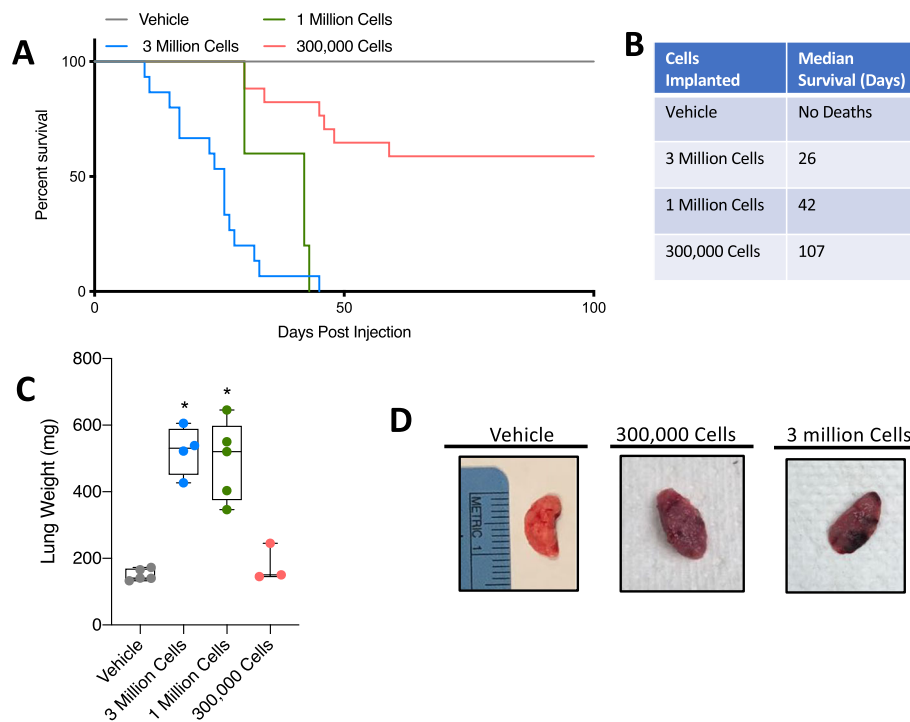 A
Vehicle
1 Million Cells
3 Million Cells
300,000 Cells
100
50
0
Percent survival
0
50
100
Days Post Injection
B
Cells Implanted
Median Survival (Days)
Vehicle
No Deaths
3 Million Cells
26
1 Million Cells
42
300,000 Cells
107
C
800
600
400
200
0
Lung Weight (mg)
*
*
Vehicle
3 Million Cells
1 Million Cells
300,000 Cells
D
Vehicle
300,000 Cells
3 million Cells
METRIC 1